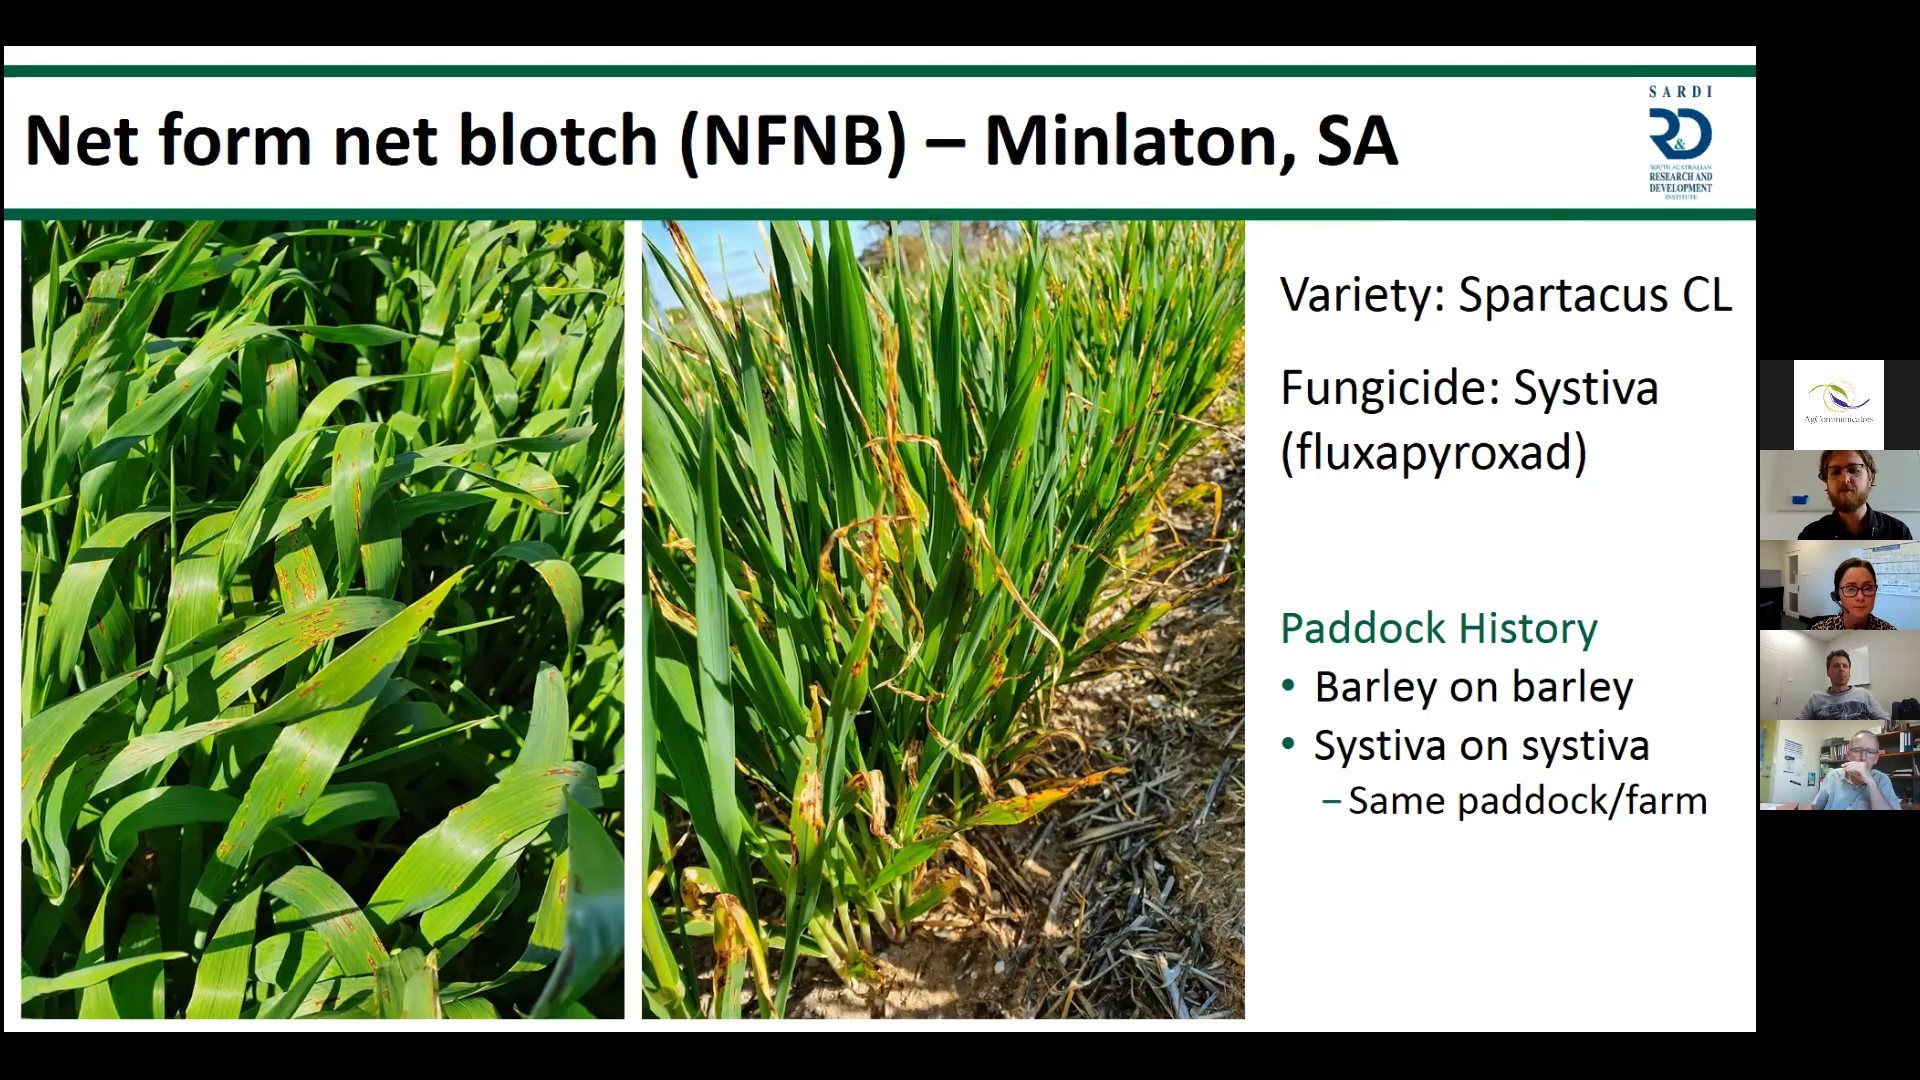 Net form net blotch (NFNB) – Minlaton, SA
SARDI
R&D
SOUTH AUSTRALIAN
RESEARCH AND
DEVELOPMENT
INSTITUTE
Variety: Spartacus CL
Fungicide: Systiva
(fluxapyroxad)
Paddock History
• Barley on barley
• Systiva on systiva
– Same paddock/farm
AgCommunicators